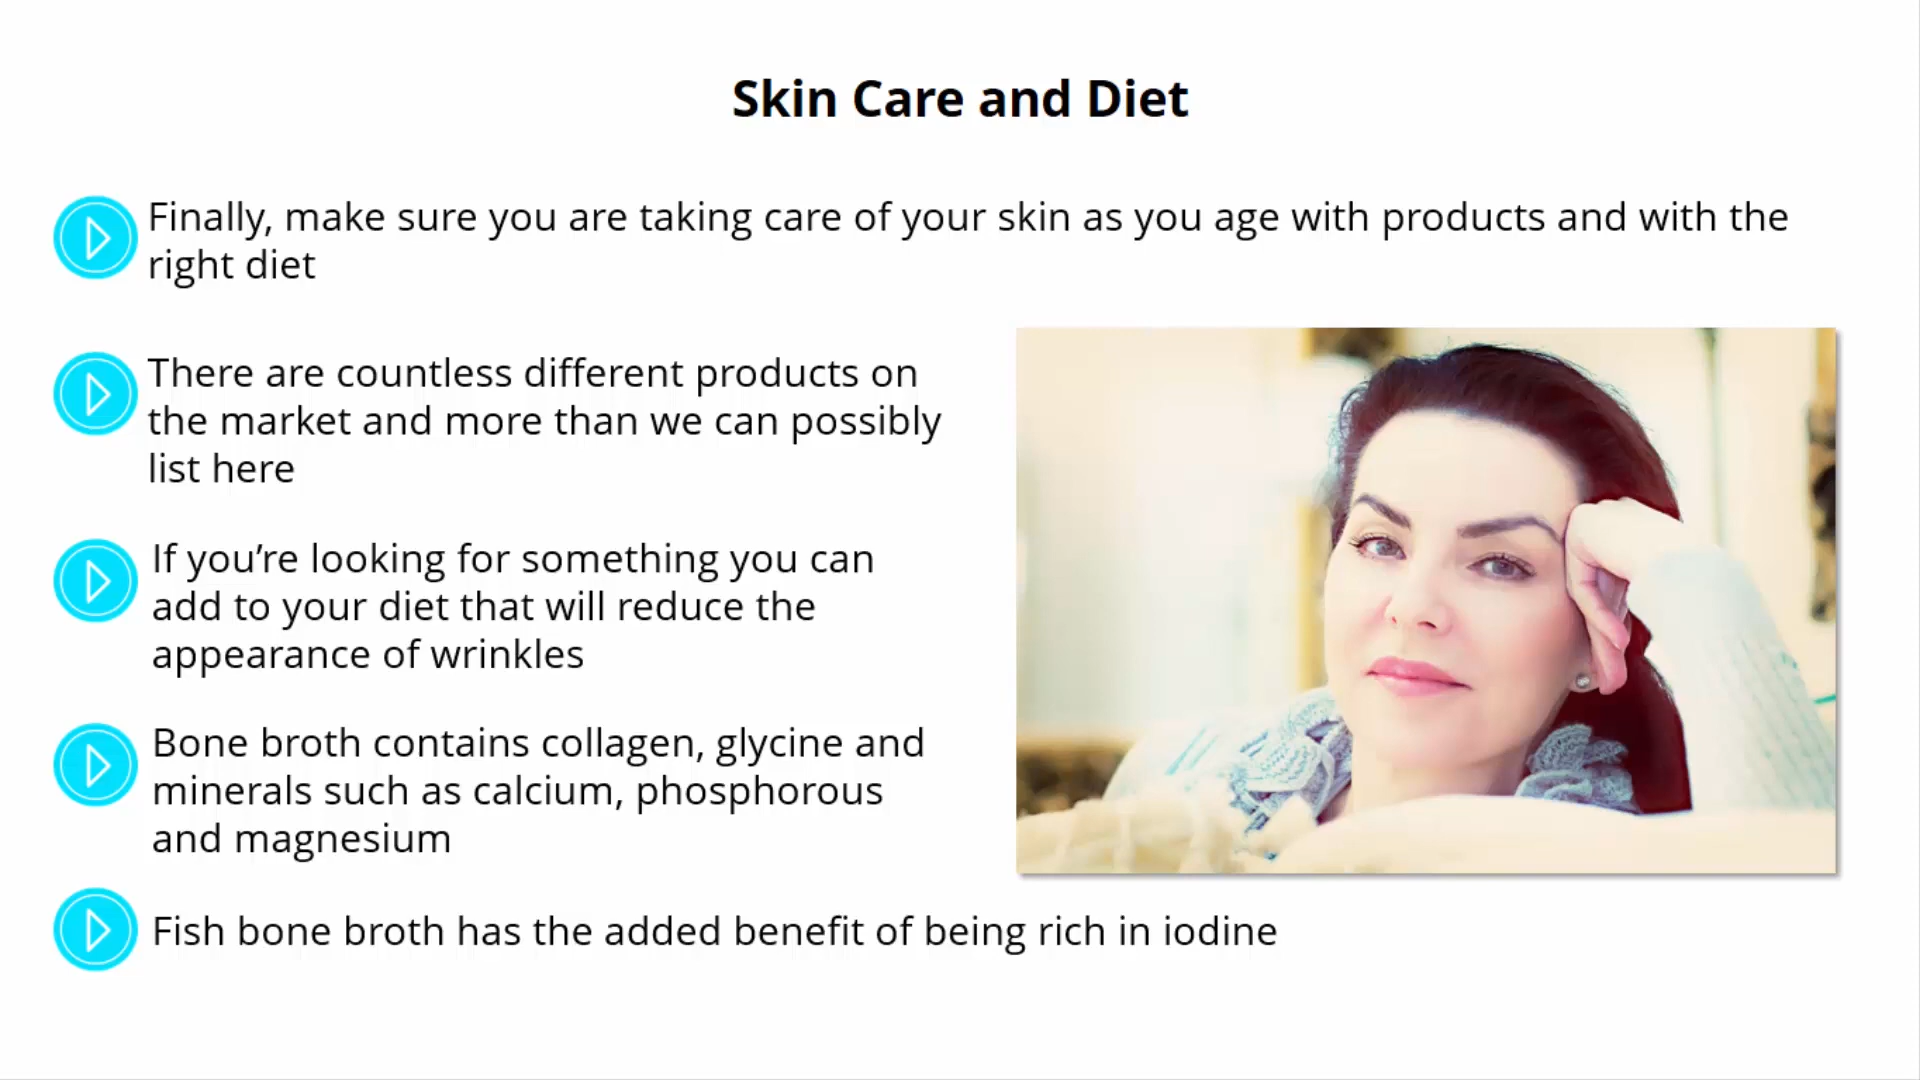 Skin Care and Diet
Finally, make sure you are taking care of your skin as you age with products and with the
right diet
There are countless different products on
the market and more than we can possibly
list here
If you’re looking for something you can
add to your diet that will reduce the
appearance of wrinkles
Bone broth contains collagen, glycine and
minerals such as calcium, phosphorous
and magnesium
Fish bone broth has the added benefit of being rich in iodine